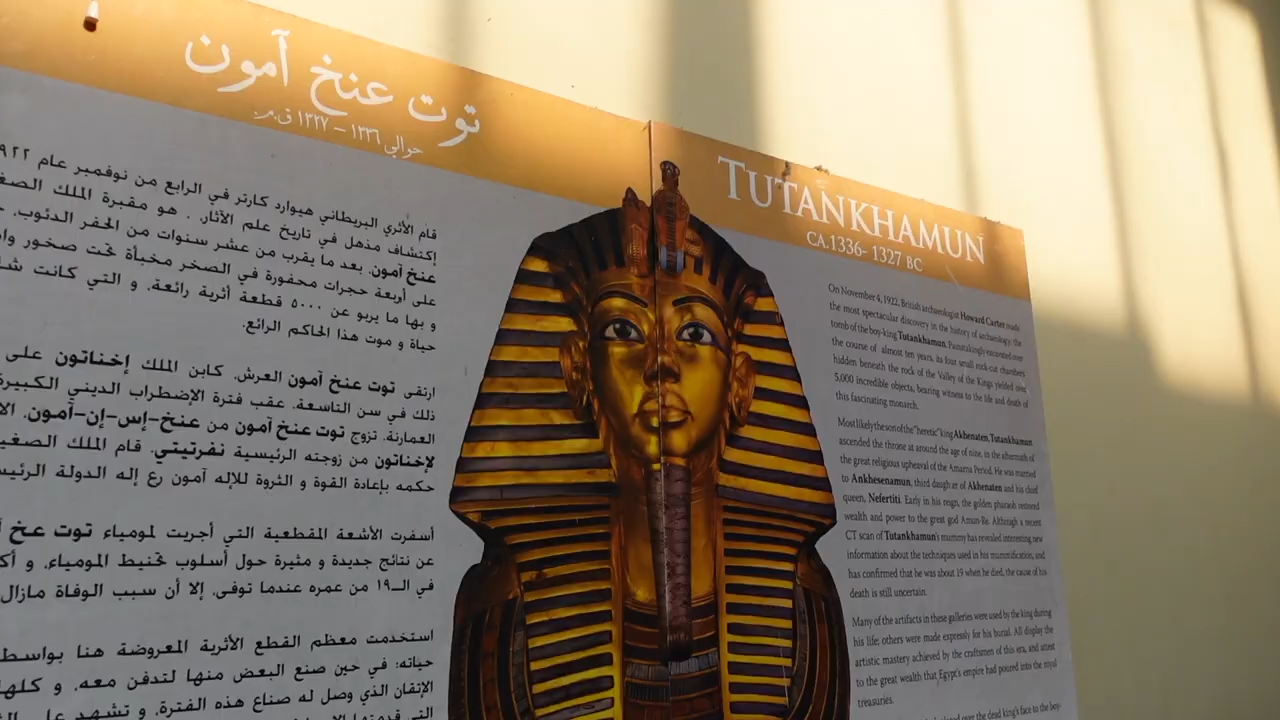 توت عنخ آمون
حوالي ١٣٣٦ – ١٣٢٧ ق.م.
قام الأثري البريطاني هيوارد كارتر في الرابع من نوفمبر عام
إكتشاف مذهل في تاريخ علم الآثار. هو مقبرة الملك
عنخ آمون. بعد ما يقرب من عشر سنوات من الحفر الدئوب.
على أربعة حجرات محفورة في الصخر مخبأة تحت صخور
و بها ما يربو عن ٥٠٠٠ قطعة أثرية رائعة. و التي كانت
حياة و موت هذا الحاكم الرائع.
ارتقى توت عنخ آمون العرش. كابن الملك إخناتون على
ذلك في سن التاسعة. عقب فترة الإضطراب الديني الكبيرة
العمارنة. تزوج توت عنخ آمون من عنخ-إس-إن-آمون.
لإخناتون من زوجته الرئيسية نفرتيتي. قام الملك الصغير
حكمه بإعادة القوة و الثروة للإله آمون رع إله الدولة
أسفرت الأشعة المقطعية التي أجريت لمومياء توت عنخ
عن نتائج جديدة و مثيرة حول أسلوب تحنيط المومياء. و
في الـ١٩ من عمره عندما توفى. إلا أن سبب الوفاة مازال
استخدمت معظم القطع الأثرية المعروضة هنا
حياته: في حين صنع البعض منها لتدفن معه. و
الإتقان الذي وصل له صناع هذه الفترة. و تشهد على
TUTANKHAMUN
CA.1336- 1327 BC
On November 4, 1922, British archaeologist Howard Carter made
the most spectacular discovery in the history of archaeology, the
tomb of the boy-king Tutankhamun. Painstakingly excavated over
the course of almost ten years, its four small rock-cut chambers
hidden beneath the rock of the Valley of the Kings, yielded over
5,000 incredible objects, bearing witness to the life and death of
this fascinating monarch.
Most likely the son of the "heretic" king Akhenaten, Tutankhamun
ascended the throne at around the age of nine, in the aftermath of
the great religious upheaval of the Amarna Period. He was married
to Ankhesenamun, third daughter of Akhenaten and his chief
queen, Nefertiti. Early in his reign, the golden pharaoh restored
wealth and power to the great god Amun-Re. Although a recent
CT scan of Tutankhamun's mummy has revealed interesting new
information about the techniques used in his mummification, and
has confirmed that he was about 19 when he died, the cause of his
death is still uncertain.
Many of the artifacts in these galleries were used by the king during
his life; others were made expressly for his burial. All display the
artistic mastery achieved by the craftsmen of this era, and attest
to the great wealth that Egypt's empire had poured into the royal
treasuries.
placed over the dead king's face to the boy-